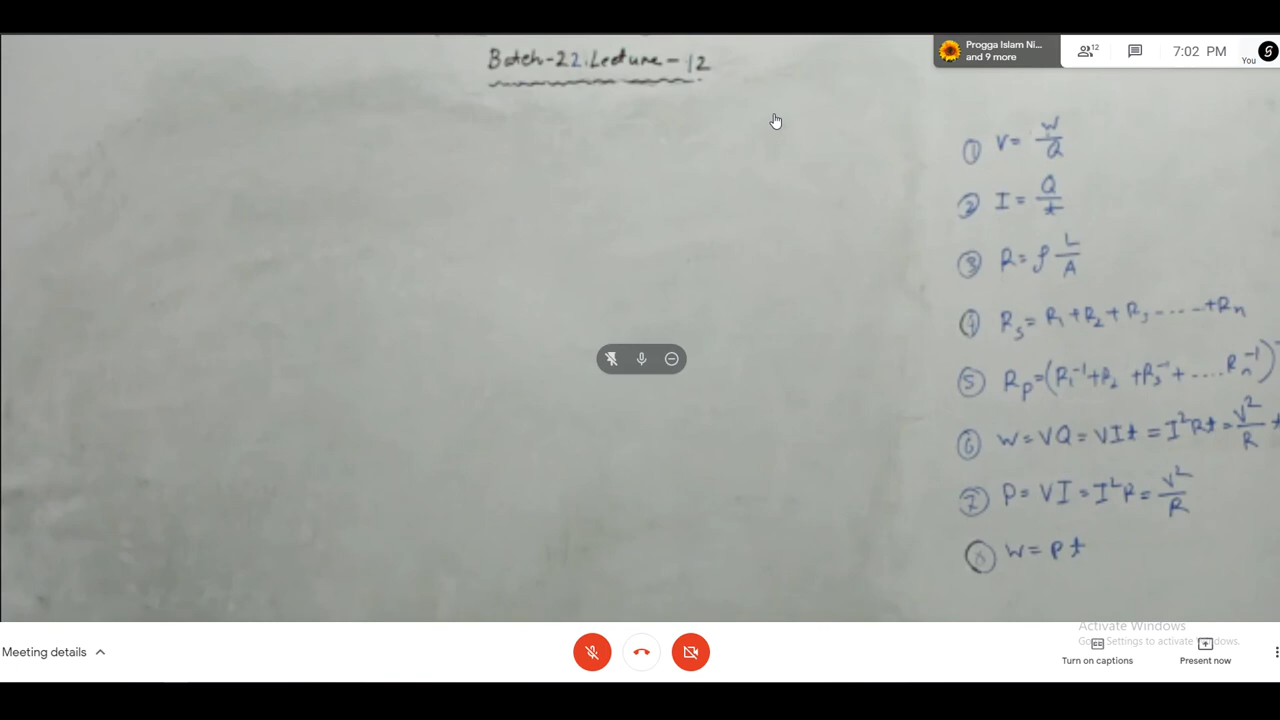 Batch-22.Lecture-12
Progga Islam Ni...
and 9 more
12
7:02 PM
You
① V = W/Q
② I = Q/t
③ R = ρ L/A
④ Rs = R1 + R2 + R3 ..... + Rn
⑤ Rp = (R1⁻¹ + R2 + R3⁻¹ + .... Rn⁻¹)⁻
⑥ W = VQ = VIt = I²Rt = V²/R t
⑦ P = VI = I²R = V²/R
⑧ W = Pt
Activate Windows
Go to Settings to activate Windows.
Meeting details
Turn on captions
Present now